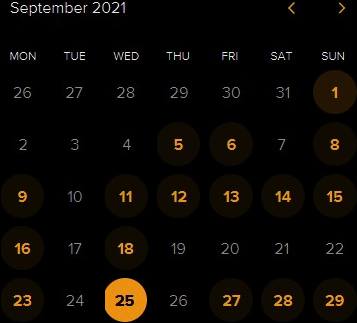 September 2021
MON TUE WED THU FRI SAT SUN
26 27 28 29 30 31 1
2 3 4 5 6 7 8
9 10 11 12 13 14 15
16 17 18 19 20 21 22
23 24 25 26 27 28 29